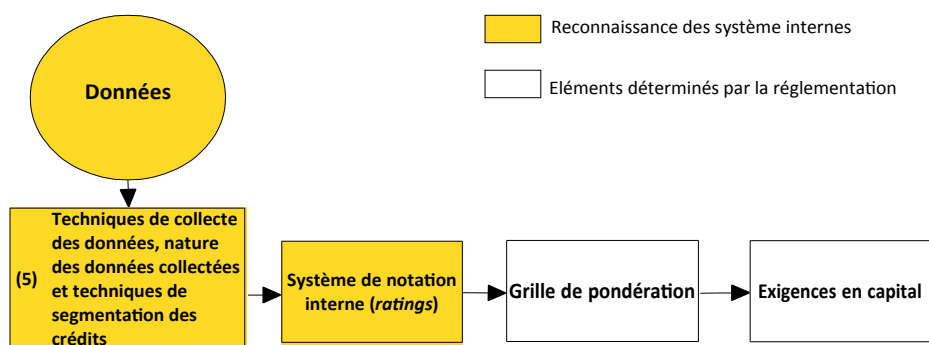 Données
Reconnaissance des système internes
Eléments déterminés par la réglementation
(5)
Techniques de collecte
des données, nature
des données collectées
et techniques de
segmentation des
crédits
Système de notation
interne (ratings)
Grille de pondération
Exigences en capital